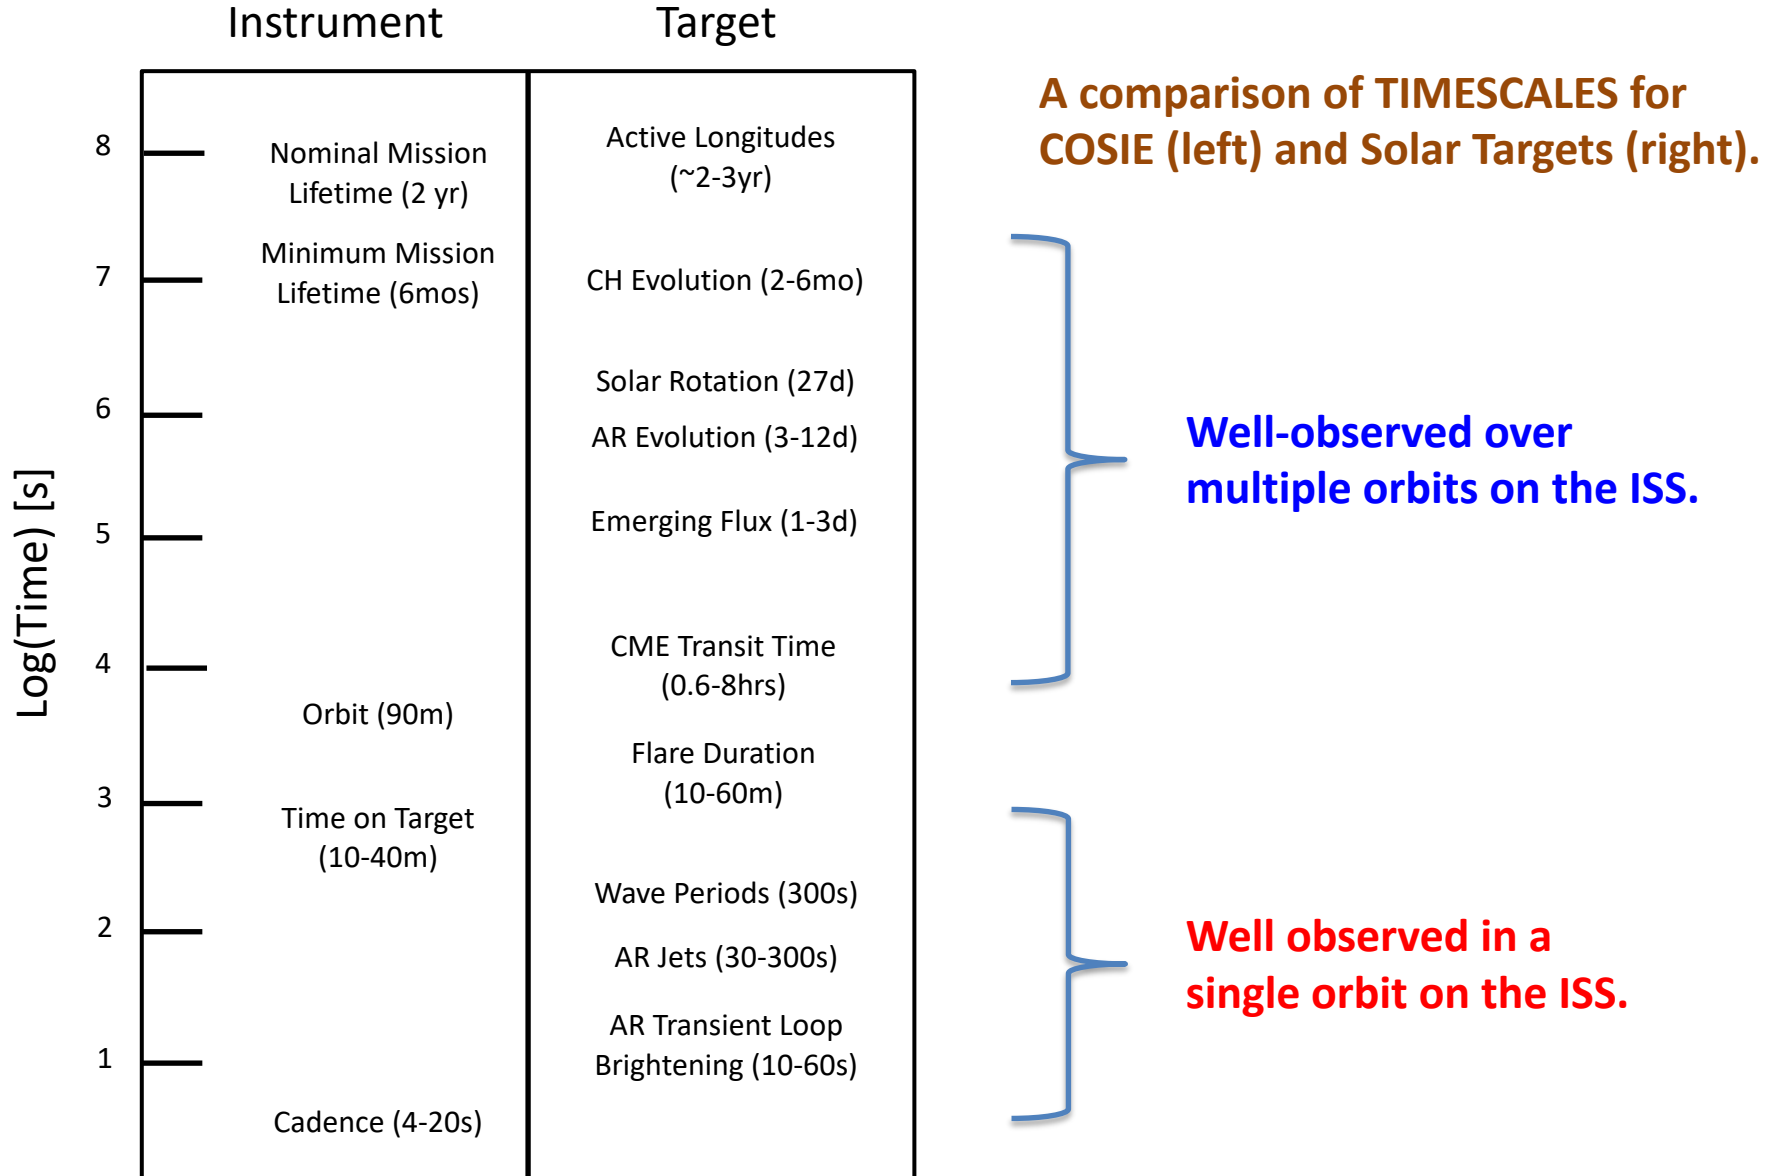 Instrument
Target
A comparison of TIMESCALES for
COSIE (left) and Solar Targets (right).
Log(Time) [s]
8
Nominal Mission
Lifetime (2 yr)
Active Longitudes
(~2-3yr)
7
Minimum Mission
Lifetime (6mos)
CH Evolution (2-6mo)
Solar Rotation (27d)
6
AR Evolution (3-12d)
Well-observed over
multiple orbits on the ISS.
5
Emerging Flux (1-3d)
4
CME Transit Time
(0.6-8hrs)
Orbit (90m)
Flare Duration
(10-60m)
3
Time on Target
(10-40m)
Wave Periods (300s)
2
AR Jets (30-300s)
Well observed in a
single orbit on the ISS.
1
AR Transient Loop
Brightening (10-60s)
Cadence (4-20s)